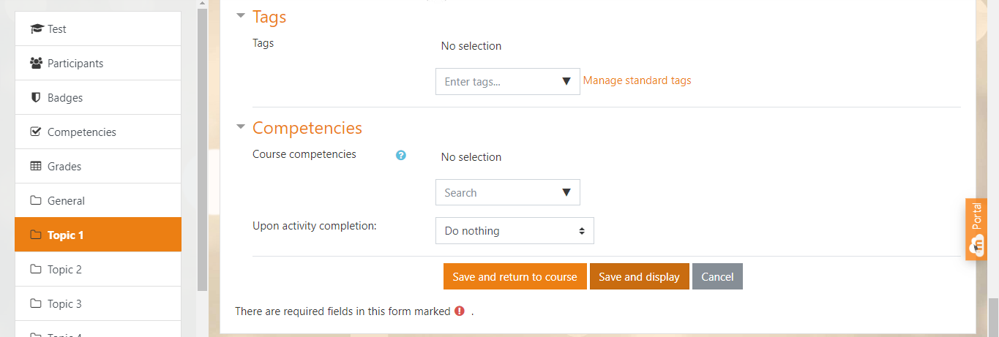 Test
Participants
Badges
Competencies
Grades
General
Topic 1
Topic 2
Topic 3
Topic 4
Tags
Tags
No selection
Enter tags...
Manage standard tags
Competencies
Course competencies
No selection
Search
Upon activity completion:
Do nothing
Save and return to course
Save and display
Cancel
There are required fields in this form marked .
Portal